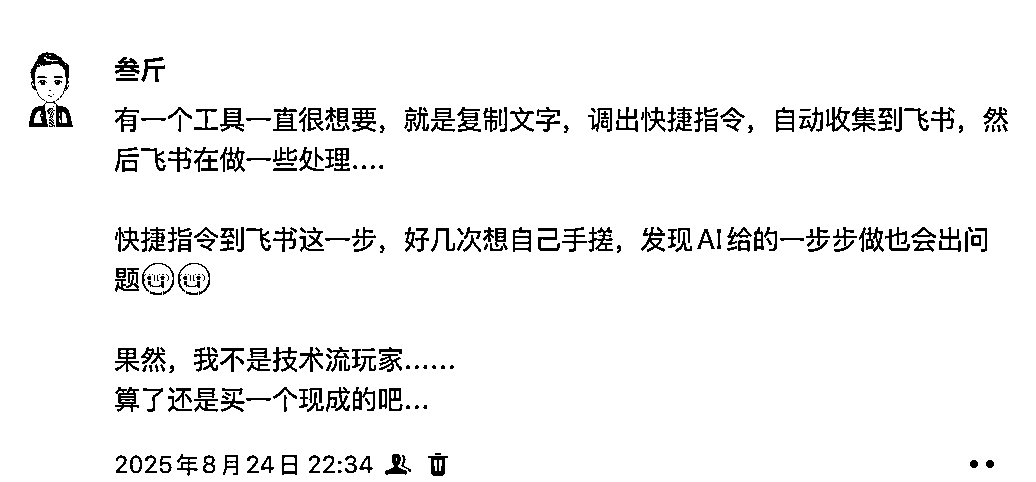 叁斤
有一个工具一直很想要，就是复制文字，调出快捷指令，自动收集到飞书，然
后飞书在做一些处理....
快捷指令到飞书这一步，好几次想自己手搓，发现AI给的一步步做也会出问
题
果然，我不是技术流玩家......
算了还是买一个现成的吧...
2025年8月24日 22:34